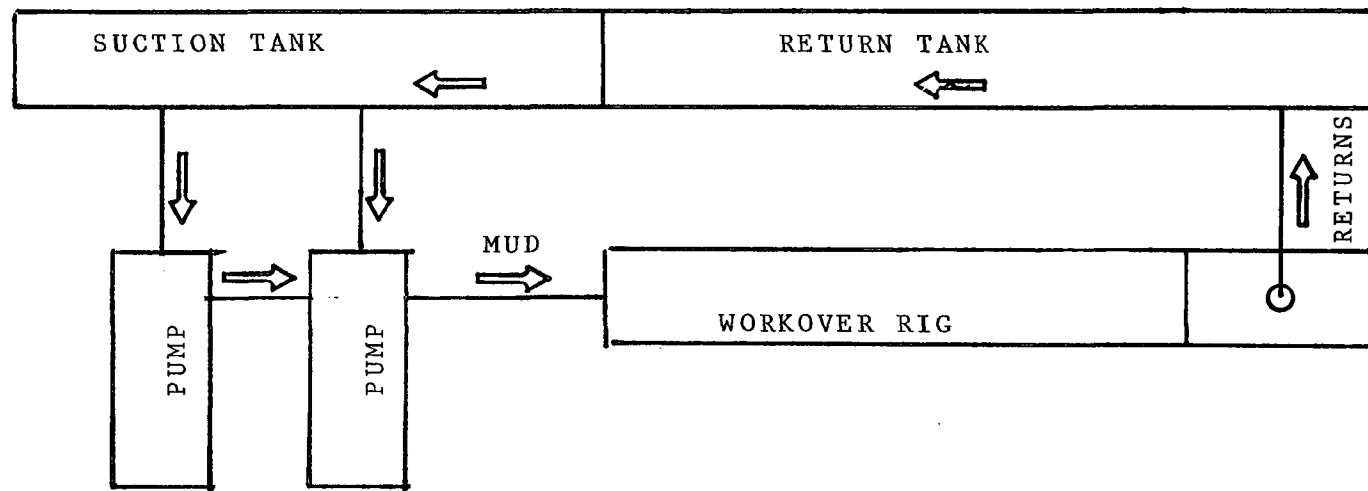 SUCTION TANK
RETURN TANK
RETURNS
MUD
PUMP
PUMP
WORKOVER RIG